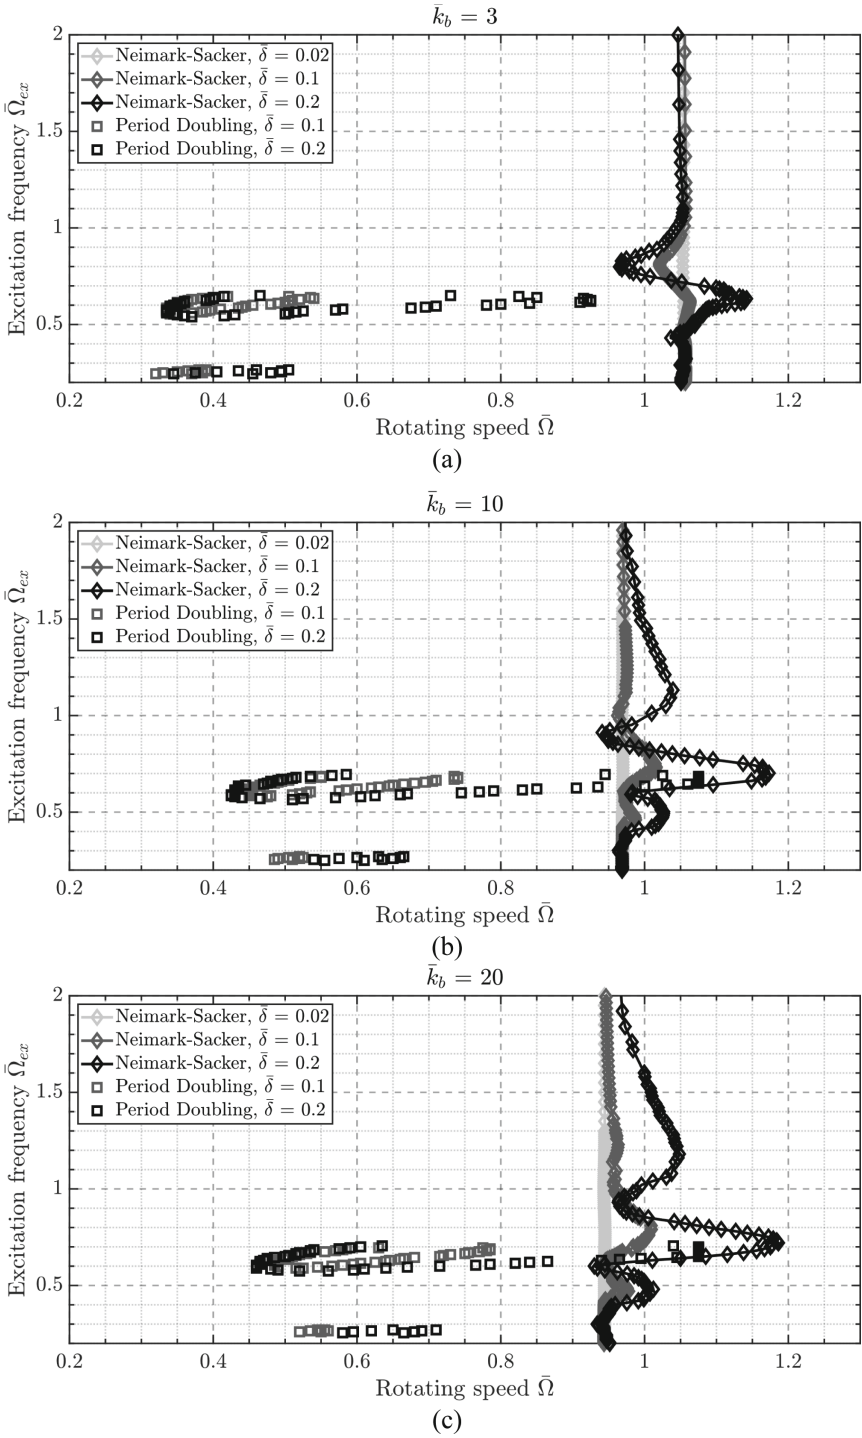 k̄_b = 3
Excitation frequency Ω̄_ex
2
1.5
1
0.5
Neimark-Sacker, δ̄ = 0.02
Neimark-Sacker, δ̄ = 0.1
Neimark-Sacker, δ̄ = 0.2
Period Doubling, δ̄ = 0.1
Period Doubling, δ̄ = 0.2
0.2 0.4 0.6 0.8 1 1.2
Rotating speed Ω̄
(a)
k̄_b = 10
Excitation frequency Ω̄_ex
2
1.5
1
0.5
Neimark-Sacker, δ̄ = 0.02
Neimark-Sacker, δ̄ = 0.1
Neimark-Sacker, δ̄ = 0.2
Period Doubling, δ̄ = 0.1
Period Doubling, δ̄ = 0.2
0.2 0.4 0.6 0.8 1 1.2
Rotating speed Ω̄
(b)
k̄_b = 20
Excitation frequency Ω̄_ex
2
1.5
1
0.5
Neimark-Sacker, δ̄ = 0.02
Neimark-Sacker, δ̄ = 0.1
Neimark-Sacker, δ̄ = 0.2
Period Doubling, δ̄ = 0.1
Period Doubling, δ̄ = 0.2
0.2 0.4 0.6 0.8 1 1.2
Rotating speed Ω̄
(c)